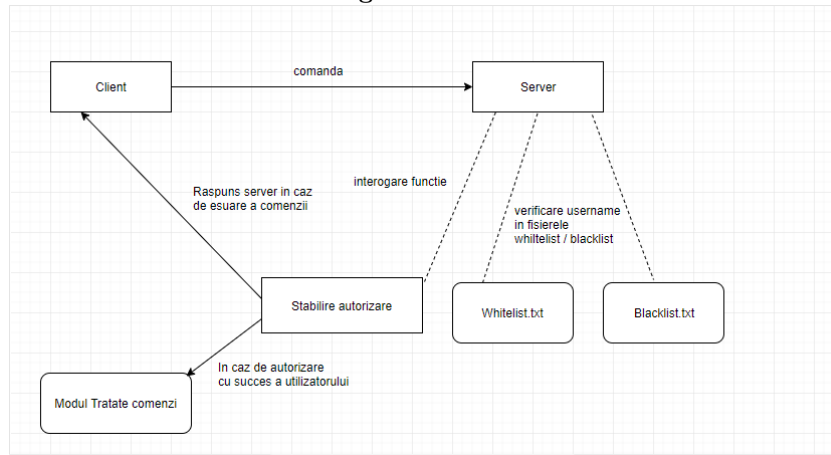 comanda
Client
Server
interogare functie
Raspuns server in caz
de esuare a comenzii
verificare username
in fisierele
whiltelist / blacklist
Stabilire autorizare
Whitelist.txt
Blacklist.txt
In caz de autorizare
cu succes a utilizatorului
Modul Tratate comenzi